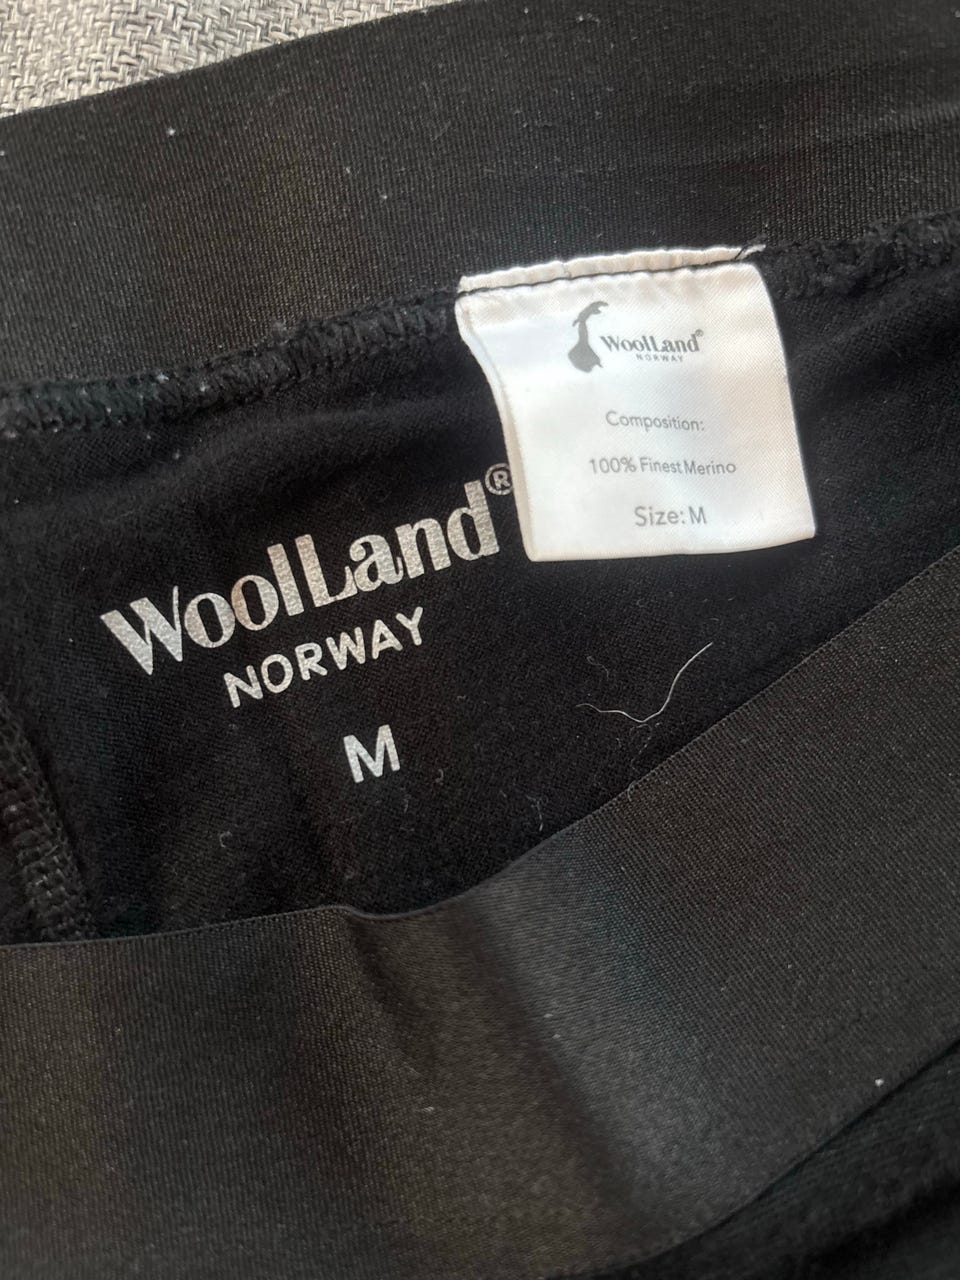 WoolLand®
NORWAY
Composition:
100% Finest Merino
Size: M
WoolLand®
NORWAY
M